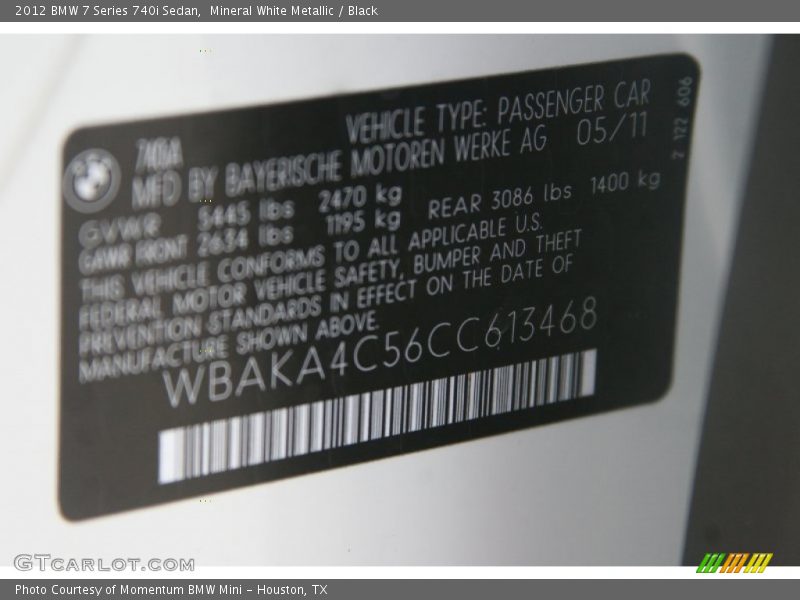 2012 BMW 7 Series 740i Sedan,  Mineral White Metallic / Black
VEHICLE TYPE: PASSENGER CAR
740iA
MFD BY BAYERISCHE MOTOREN WERKE AG 05/11
GVWR 5445 lbs 2470 kg
GAWR FRONT 2634 lbs 1195 kg REAR 3086 lbs 1400 kg
THIS VEHICLE CONFORMS TO ALL APPLICABLE U.S.
FEDERAL MOTOR VEHICLE SAFETY, BUMPER AND THEFT
PREVENTION STANDARDS IN EFFECT ON THE DATE OF
MANUFACTURE SHOWN ABOVE.
WBAKA4C56CC613468
2 122 606
GTCARLOT.COM
Photo Courtesy of Momentum BMW Mini - Houston, TX